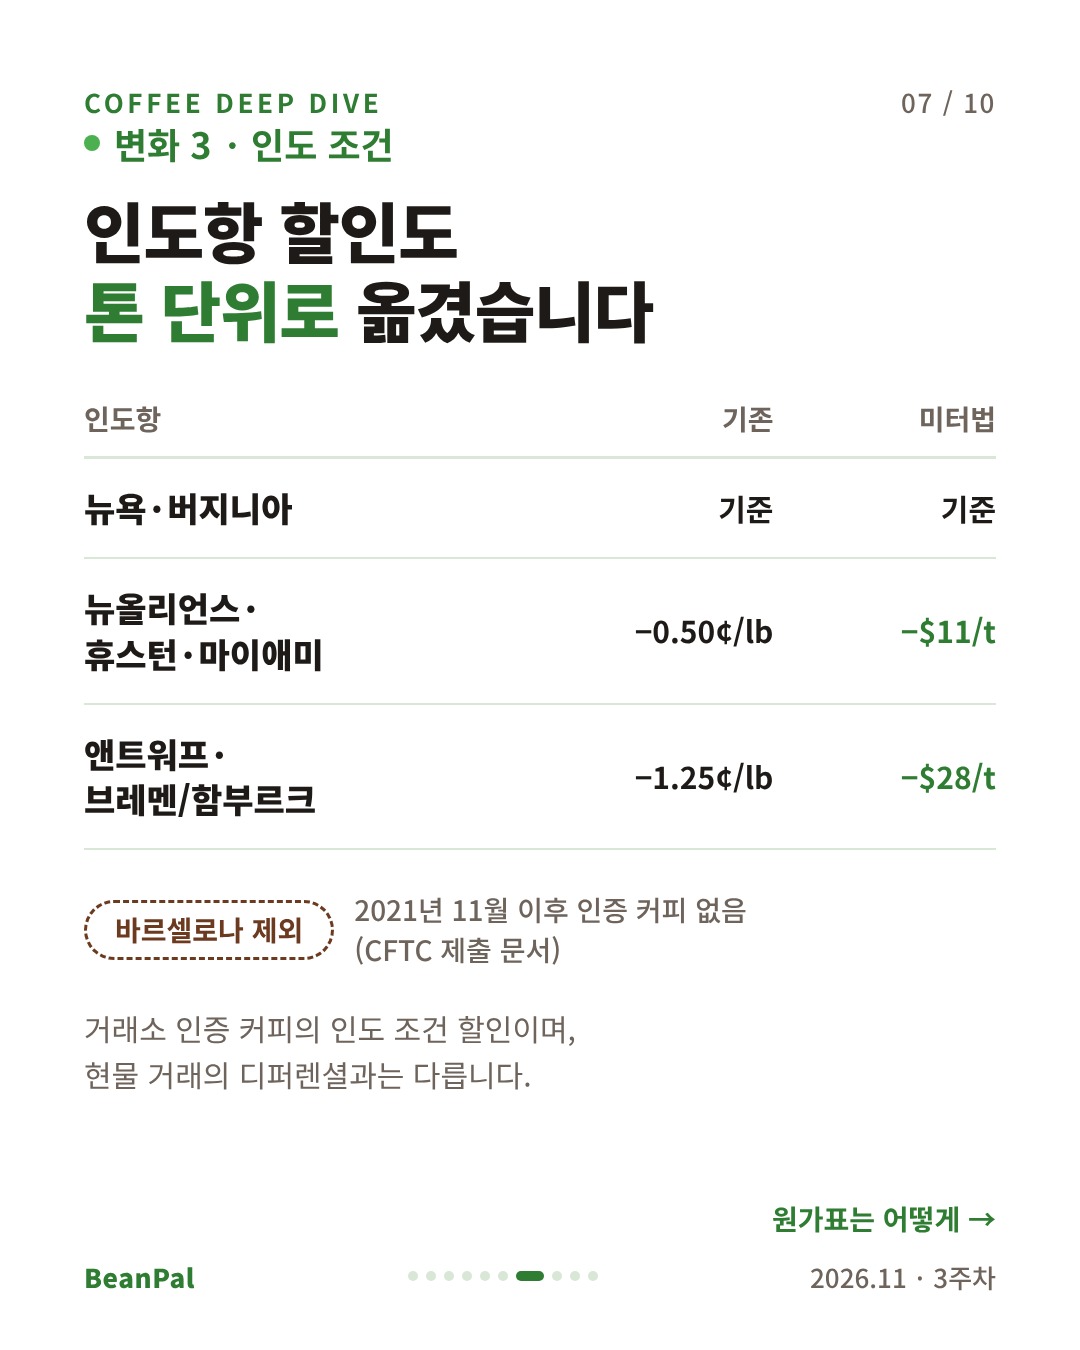 COFFEE DEEP DIVE
07 / 10
변화 3 · 인도 조건
인도항 할인도
톤 단위로 옮겼습니다
인도항 기존 미터법
뉴욕·버지니아 기준 기준
뉴올리언스·
휴스턴·마이애미 −0.50¢/lb −$11/t
앤트워프·
브레멘/함부르크 −1.25¢/lb −$28/t
바르셀로나 제외
2021년 11월 이후 인증 커피 없음
(CFTC 제출 문서)
거래소 인증 커피의 인도 조건 할인이며,
현물 거래의 디퍼렌셜과는 다릅니다.
원가표는 어떻게 →
BeanPal
2026.11 · 3주차